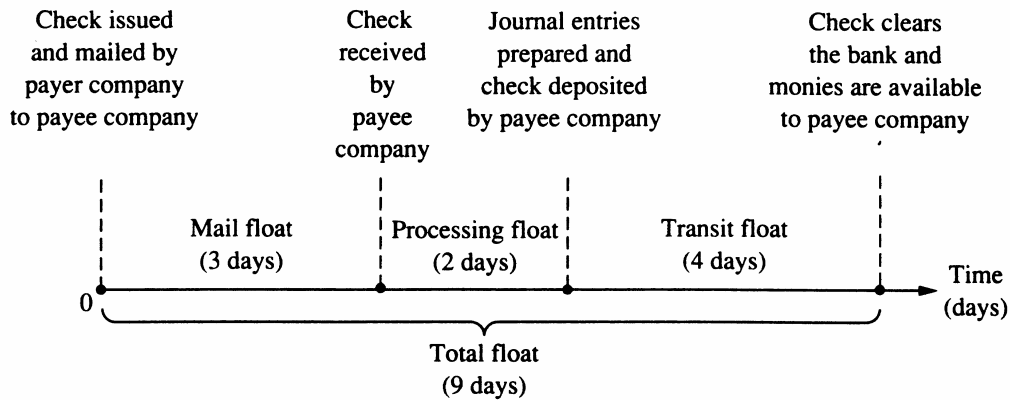 Check issued
and mailed by
payer company
to payee company
Check
received
by
payee
company
Journal entries
prepared and
check deposited
by payee company
Check clears
the bank and
monies are available
to payee company
Mail float
(3 days)
Processing float
(2 days)
Transit float
(4 days)
0
Time
(days)
Total float
(9 days)